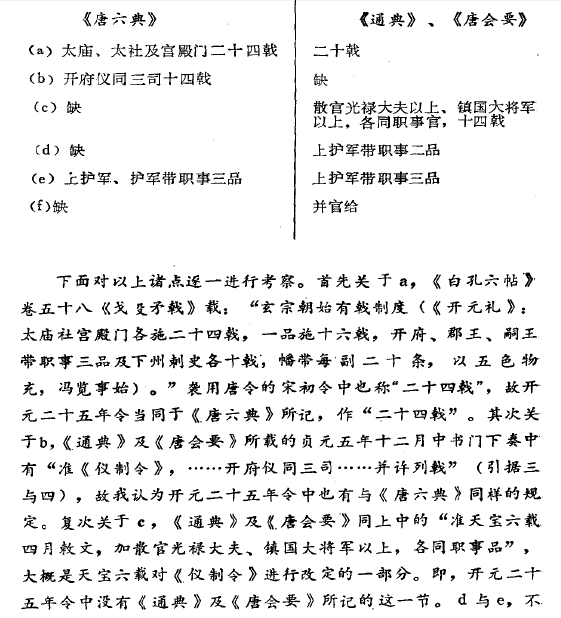 《唐六典》 《通典》、《唐会要》
(a) 太庙、太社及宫殿门二十四戟 二十戟
(b) 开府仪同三司十四戟 缺
(c) 缺 散官光禄大夫以上、镇国大将军
以上，各同职事官，十四戟
(d) 缺 上护军带职事二品
(e) 上护军、护军带职事三品 上护军带职事三品
(f)缺 并官给
下面对以上诸点逐一进行考察。首先关于a，《白孔六帖》
卷五十八《戈殳矛戟》载：“玄宗朝始有戟制度（《开元礼》：
太庙社宫殿门各施二十四戟，一品施十六戟，开府、郡王、嗣王
带职事三品及下州刺史各十戟，幡带每副二十条，以五色物
充，冯览事始）。”袭用唐令的宋初令中也称“二十四戟”，故开
元二十五年令当同于《唐六典》所记，作“二十四戟”。其次关
于b，《通典》及《唐会要》所载的贞元五年十二月中书门下奏中
有“准《仪制令》，……开府仪同三司……并许列戟”（引据三
与四），故我认为开元二十五年令中也有与《唐六典》同样的规
定。复次关于c，《通典》及《唐会要》同上中的“准天宝六载
四月敕文，加散官光禄大夫、镇国大将军以上，各同职事品”，
大概是天宝六载对《仪制令》进行改定的一部分。即，开元二十
五年令中没有《通典》及《唐会要》所记的这一节。d与e，不